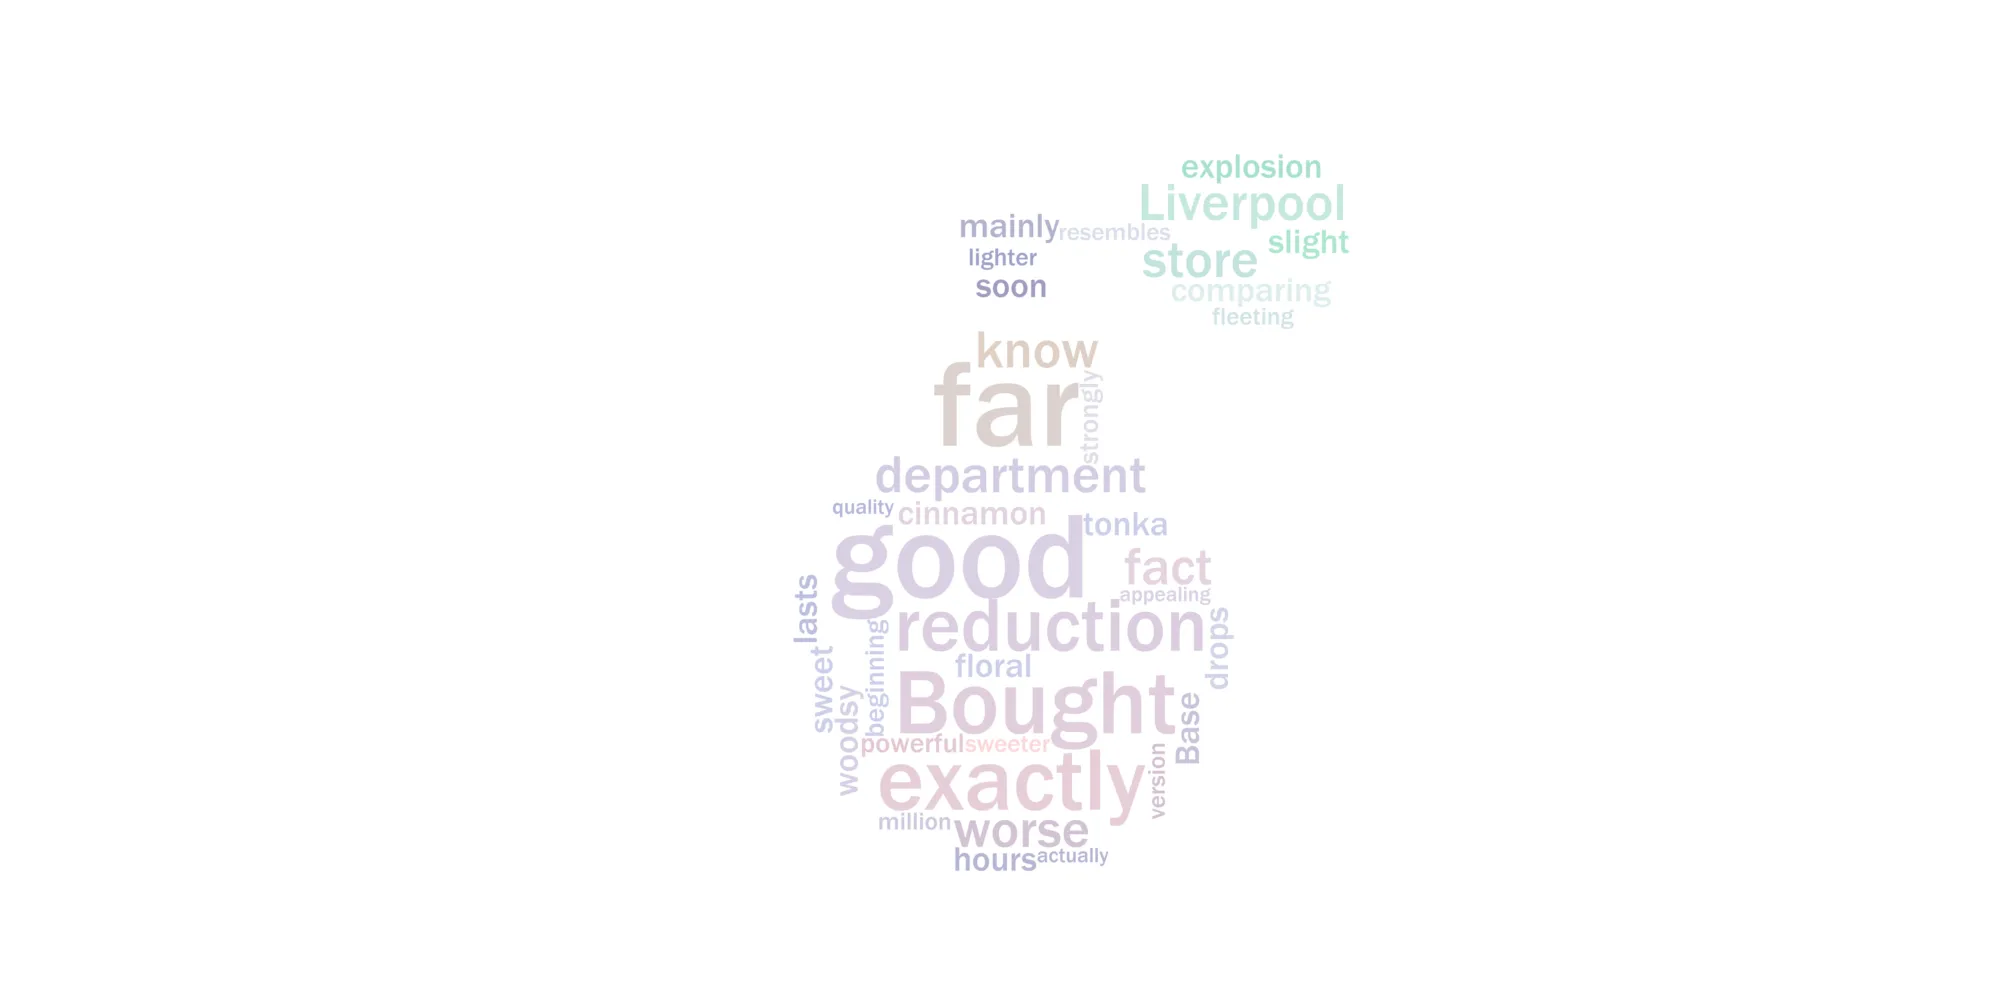 explosion
Liverpool
mainly
resembles
slight
lighter
store
soon
comparing
fleeting
know
far
strongly
department
quality
cinnamon
tonka
good
fact
appealing
lasts
reduction
drops
beginning
floral
sweet
woodsy
Bought
Base
powerful
sweeter
version
exactly
million
worse
hours
actually